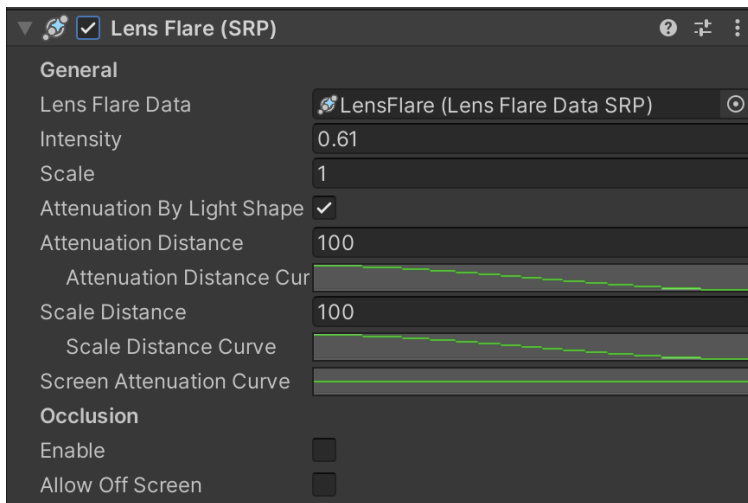 Lens Flare (SRP)
General
Lens Flare Data LensFlare (Lens Flare Data SRP)
Intensity 0.61
Scale 1
Attenuation By Light Shape
Attenuation Distance 100
Attenuation Distance Cur
Scale Distance 100
Scale Distance Curve
Screen Attenuation Curve
Occlusion
Enable
Allow Off Screen